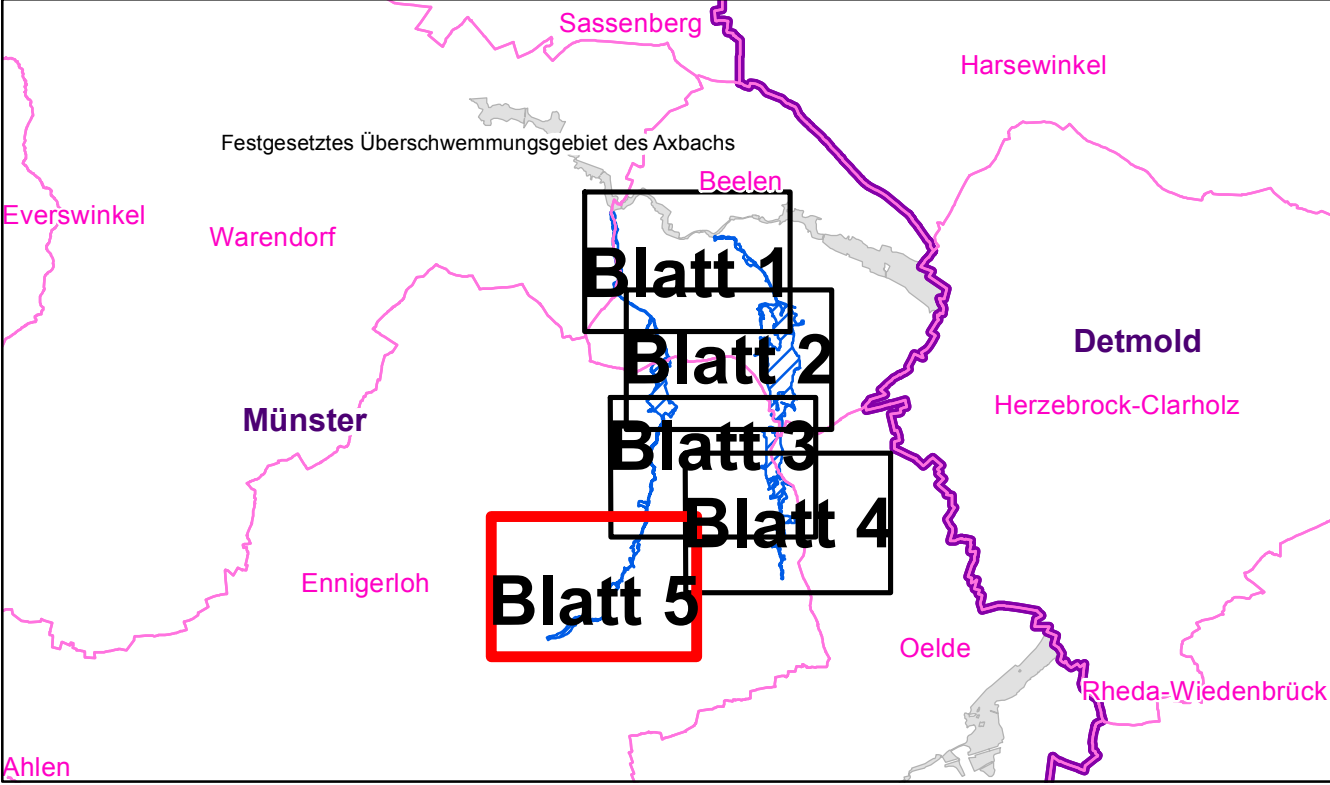 Sassenberg
Harsewinkel
Festgesetztes Überschwemmungsgebiet des Axbachs
Beelen
Everswinkel
Warendorf
Blatt 1
Detmold
Blatt 2
Herzebrock-Clarholz
Münster
Blatt 3
Blatt 4
Ennigerloh
Blatt 5
Oelde
Rheda-Wiedenbrück
Ahlen